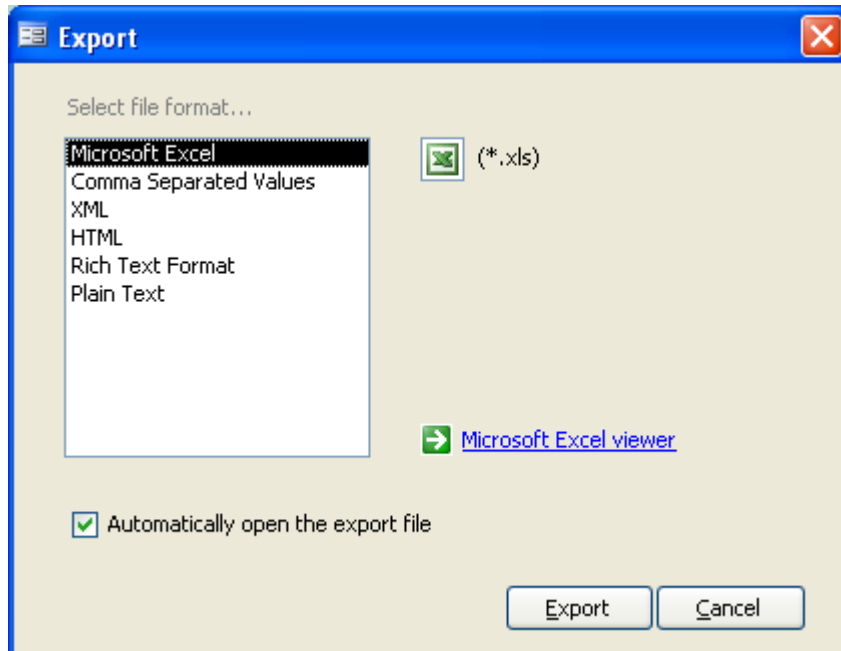 Export
Select file format...
Microsoft Excel
(*.xls)
Comma Separated Values
XML
HTML
Rich Text Format
Plain Text
Microsoft Excel viewer
Automatically open the export file
Export
Cancel